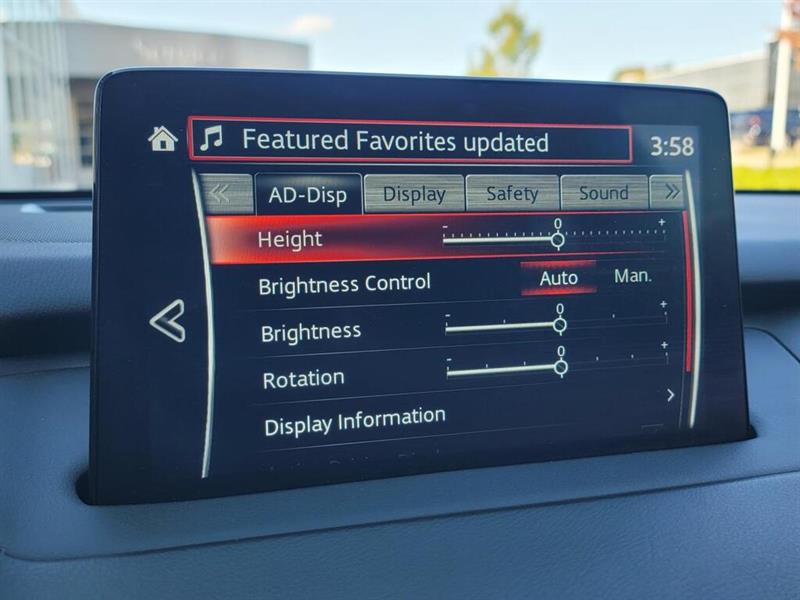 Featured Favorites updated 3:58
AD-Disp Display Safety Sound
Height - 0 +
Brightness Control Auto Man.
Brightness - 0 +
Rotation - 0 +
Display Information